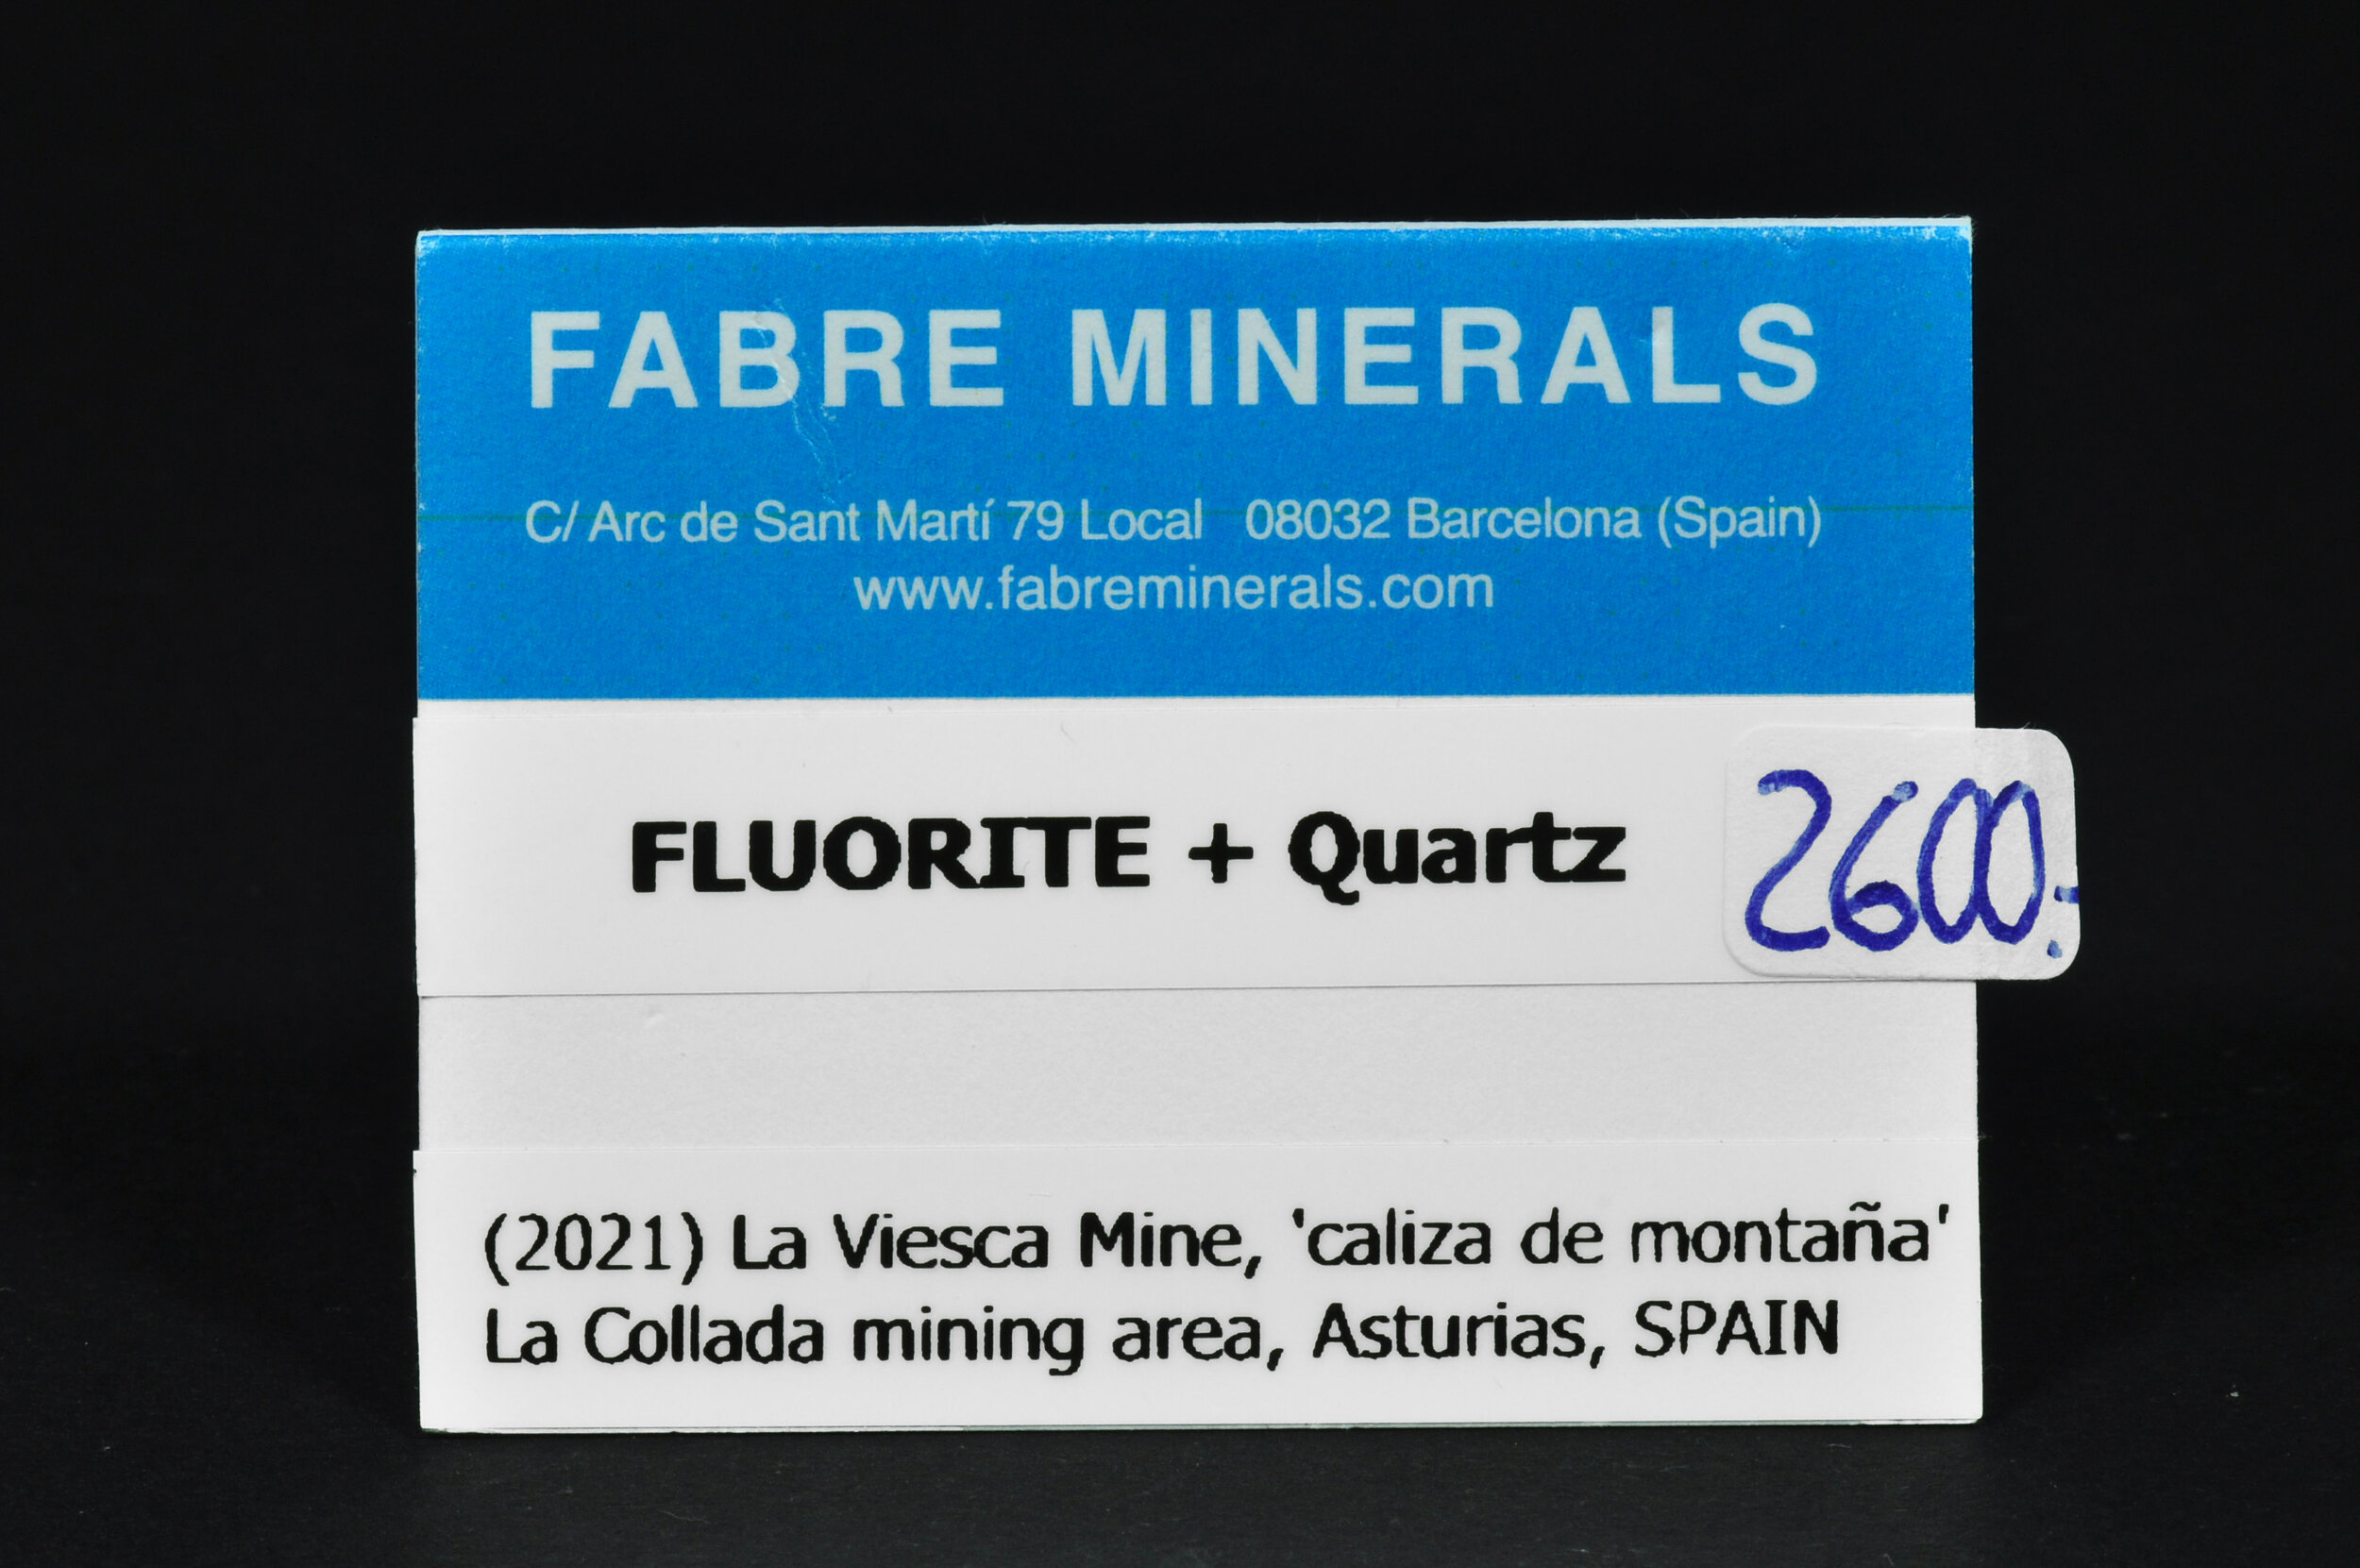 FABRE MINERALS
C/ Arc de Sant Martí 79 Local 08032 Barcelona (Spain)
www.fabreminerals.com
FLUORITE + Quartz
2600.-
(2021) La Viesca Mine, 'caliza de montaña'
La Collada mining area, Asturias, SPAIN